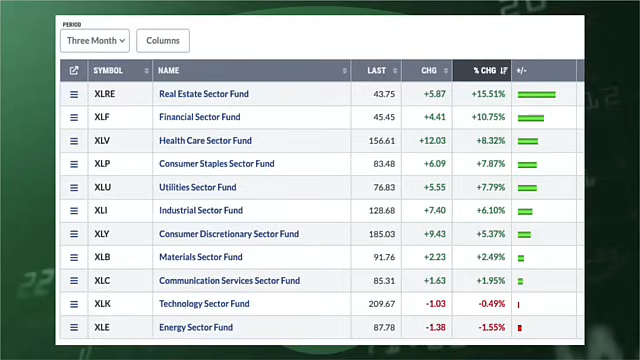 PERIOD
Three Month Columns
SYMBOL NAME LAST CHG % CHG +/-
XLRE Real Estate Sector Fund 43.75 +5.87 +15.51%
XLF Financial Sector Fund 45.45 +4.41 +10.75%
XLV Health Care Sector Fund 156.61 +12.03 +8.32%
XLP Consumer Staples Sector Fund 83.48 +6.09 +7.87%
XLU Utilities Sector Fund 76.83 +5.55 +7.79%
XLI Industrial Sector Fund 128.68 +7.40 +6.10%
XLY Consumer Discretionary Sector Fund 185.03 +9.43 +5.37%
XLB Materials Sector Fund 91.76 +2.23 +2.49%
XLC Communication Services Sector Fund 85.31 +1.63 +1.95%
XLK Technology Sector Fund 209.67 -1.03 -0.49%
XLE Energy Sector Fund 87.78 -1.38 -1.55%